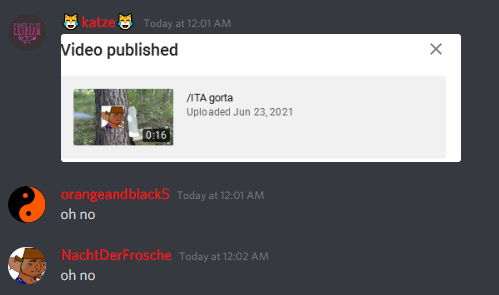 😹katze😹 Today at 12:01 AM
Video published
/ITA gorta
Uploaded Jun 23, 2021
0:16
orangeandblack5 Today at 12:01 AM
oh no
NachtDerFrosche Today at 12:02 AM
oh no